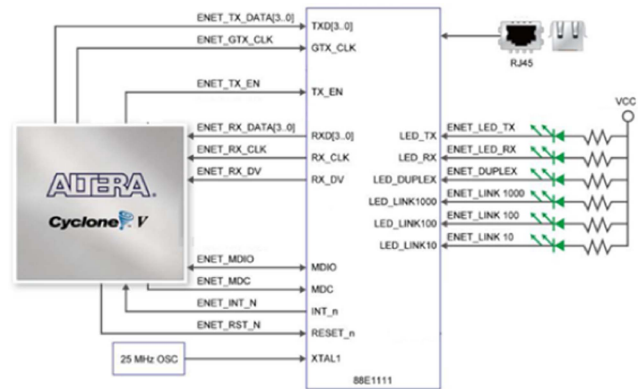 ENET_TX_DATA[3..0]
TXD[3..0]
ENET_GTX_CLK
GTX_CLK
RJ45
ENET_TX_EN
TX_EN
VCC
ENET_RX_DATA[3..0]
RXD[3..0]
LED_TX
ENET_LED_TX
ENET_RX_CLK
RX_CLK
LED_RX
ENET_LED_RX
ENET_RX_DV
RX_DV
LED_DUPLEX
ENET_DUPLEX
ALTERA.
LED_LINK1000
ENET_LINK 1000
Cyclone V
LED_LINK100
ENET_LINK 100
LED_LINK10
ENET_LINK 10
ENET_MDIO
MDIO
ENET_MDC
MDC
ENET_INT_N
INT_n
ENET_RST_N
RESET_n
25 MHz OSC
XTAL1
88E1111